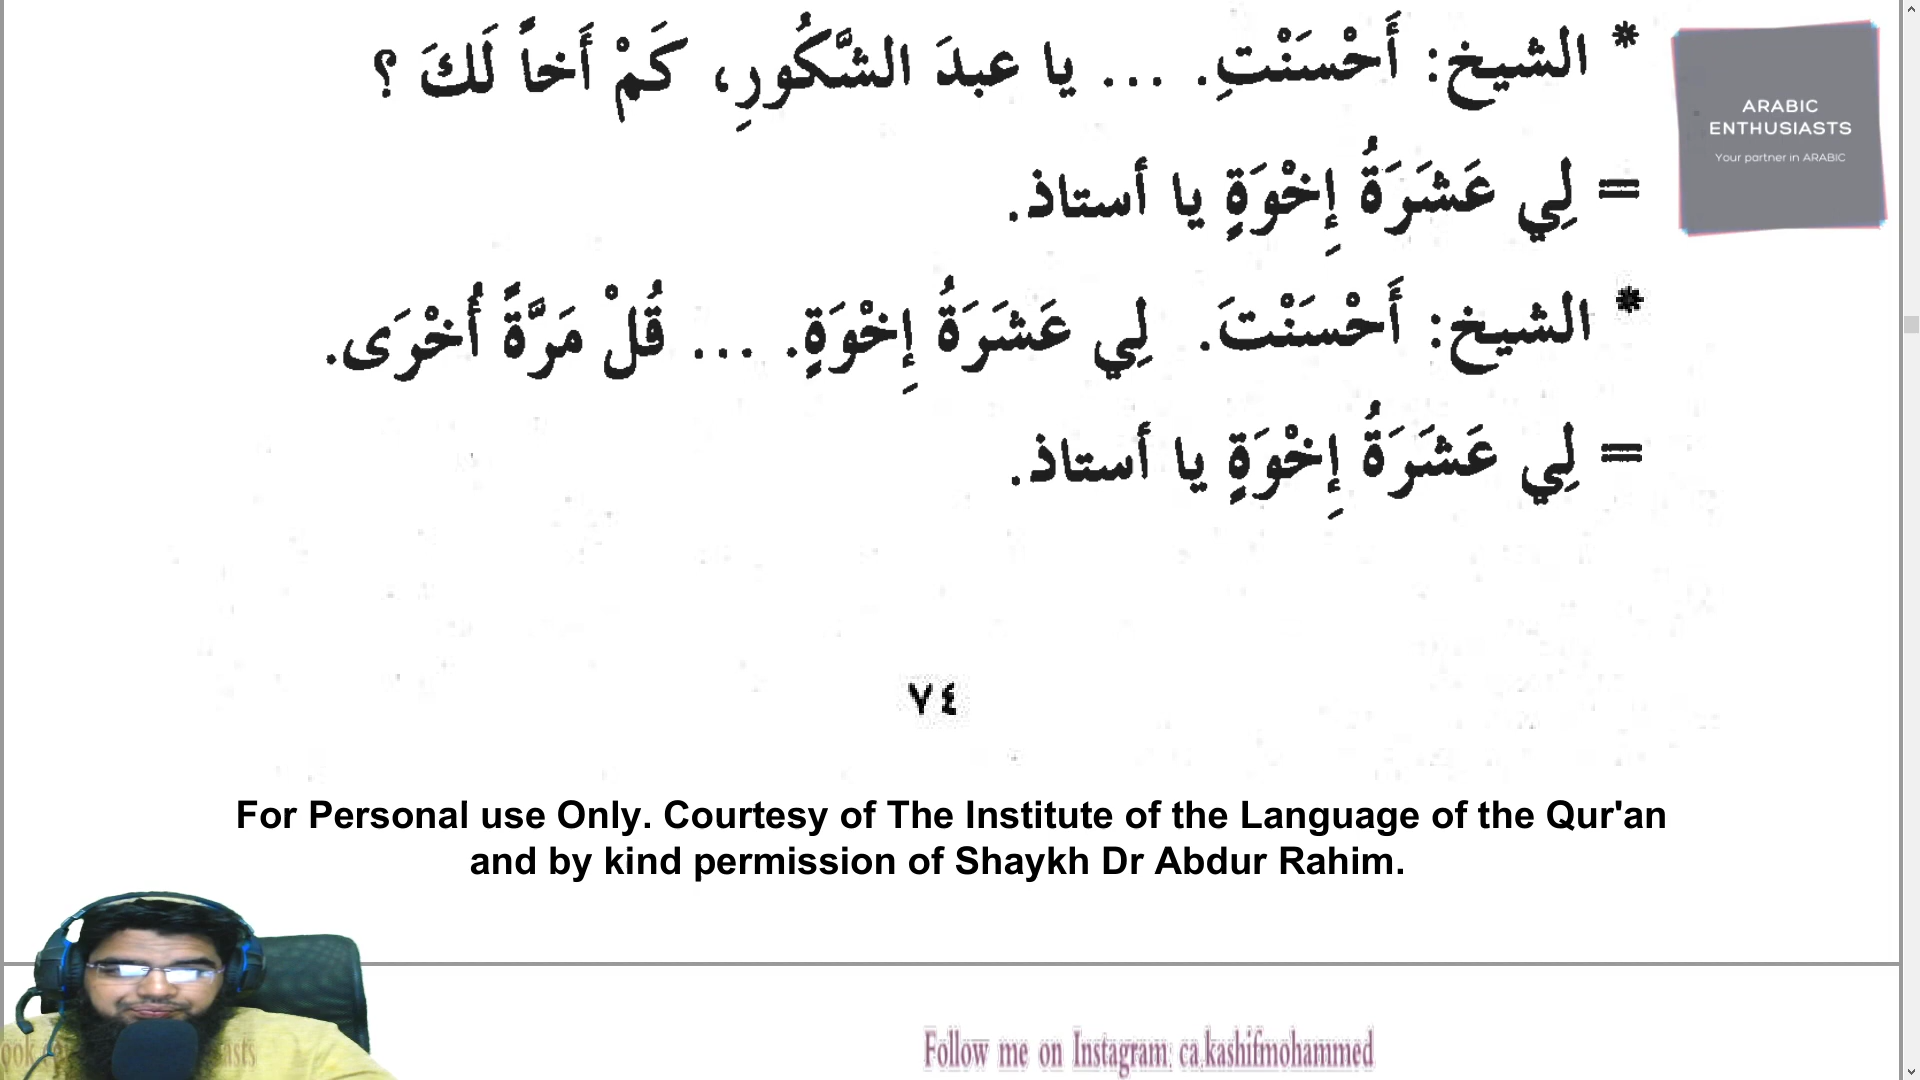 * الشيخ: أَحْسَنْتِ. ... يا عبدَ الشَّكُورِ، كَمْ أَخاً لَكَ ؟
= لِي عَشَرَةُ إِخْوَةٍ يا أستاذ.
* الشيخ: أَحْسَنْتَ. لِي عَشَرَةُ إِخْوَةٍ. ... قُلْ مَرَّةً أُخْرَى.
= لِي عَشَرَةُ إِخْوَةٍ يا أستاذ.
٧٤
ARABIC
ENTHUSIASTS
Your partner in ARABIC
For Personal use Only. Courtesy of The Institute of the Language of the Qur'an
and by kind permission of Shaykh Dr Abdur Rahim.
Follow me on Instagram: ca.kashifmohammed